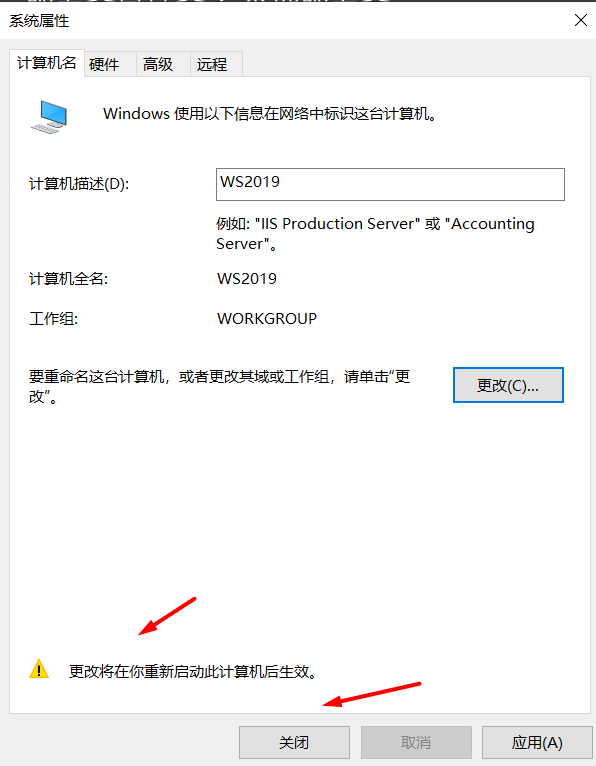 系统属性
计算机名 硬件 高级 远程
Windows 使用以下信息在网络中标识这台计算机。
计算机描述(D): WS2019
例如: "IIS Production Server" 或 "Accounting
Server"。
计算机全名: WS2019
工作组: WORKGROUP
要重命名这台计算机，或者更改其域或工作组，请单击“更
改”。
更改(C)...
更改将在你重新启动此计算机后生效。
关闭 取消 应用(A)